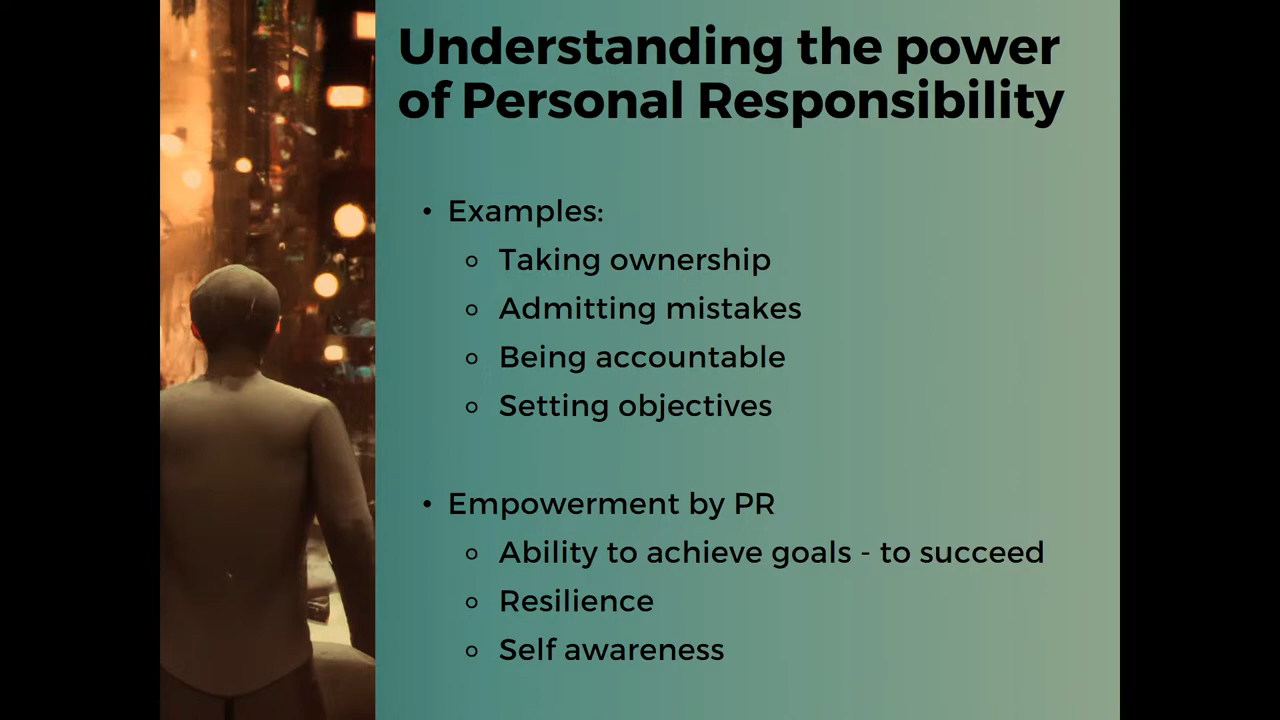 Understanding the power
of Personal Responsibility
• Examples:
○ Taking ownership
○ Admitting mistakes
○ Being accountable
○ Setting objectives
• Empowerment by PR
○ Ability to achieve goals - to succeed
○ Resilience
○ Self awareness